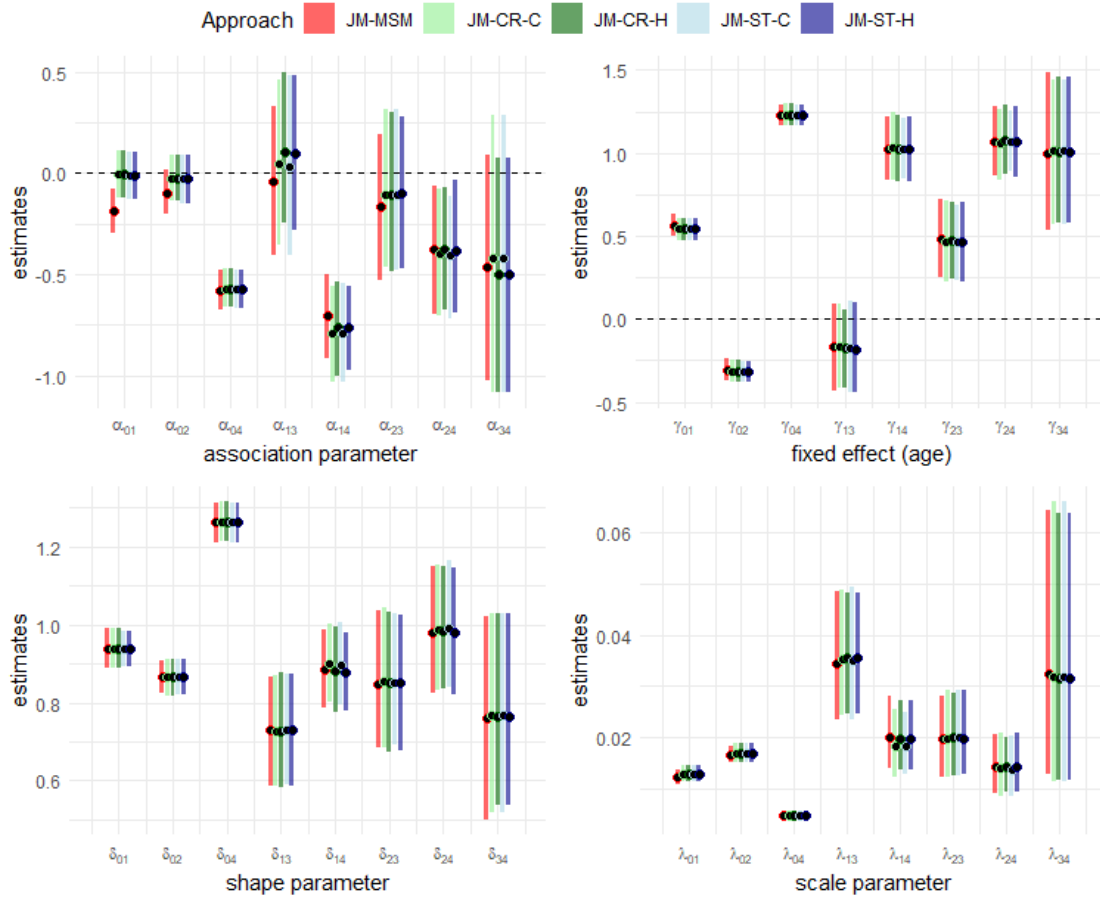 Approach JM-MSM JM-CR-C JM-CR-H JM-ST-C JM-ST-H
estimates
0.5
0.0
-0.5
-1.0
α01 α02 α04 α13 α14 α23 α24 α34
association parameter
estimates
1.5
1.0
0.5
0.0
-0.5
γ01 γ02 γ04 γ13 γ14 γ23 γ24 γ34
fixed effect (age)
estimates
1.2
1.0
0.8
0.6
δ01 δ02 δ04 δ13 δ14 δ23 δ24 δ34
shape parameter
estimates
0.06
0.04
0.02
λ01 λ02 λ04 λ13 λ14 λ23 λ24 λ34
scale parameter